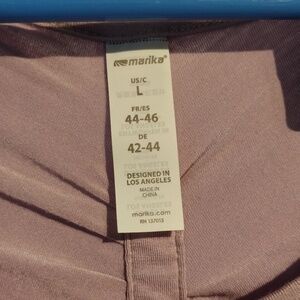 marika®
US/C
L
FR/ES
44-46
DE
42-44
DESIGNED IN
LOS ANGELES
MADE IN
CHINA
marika.com
RN 137013